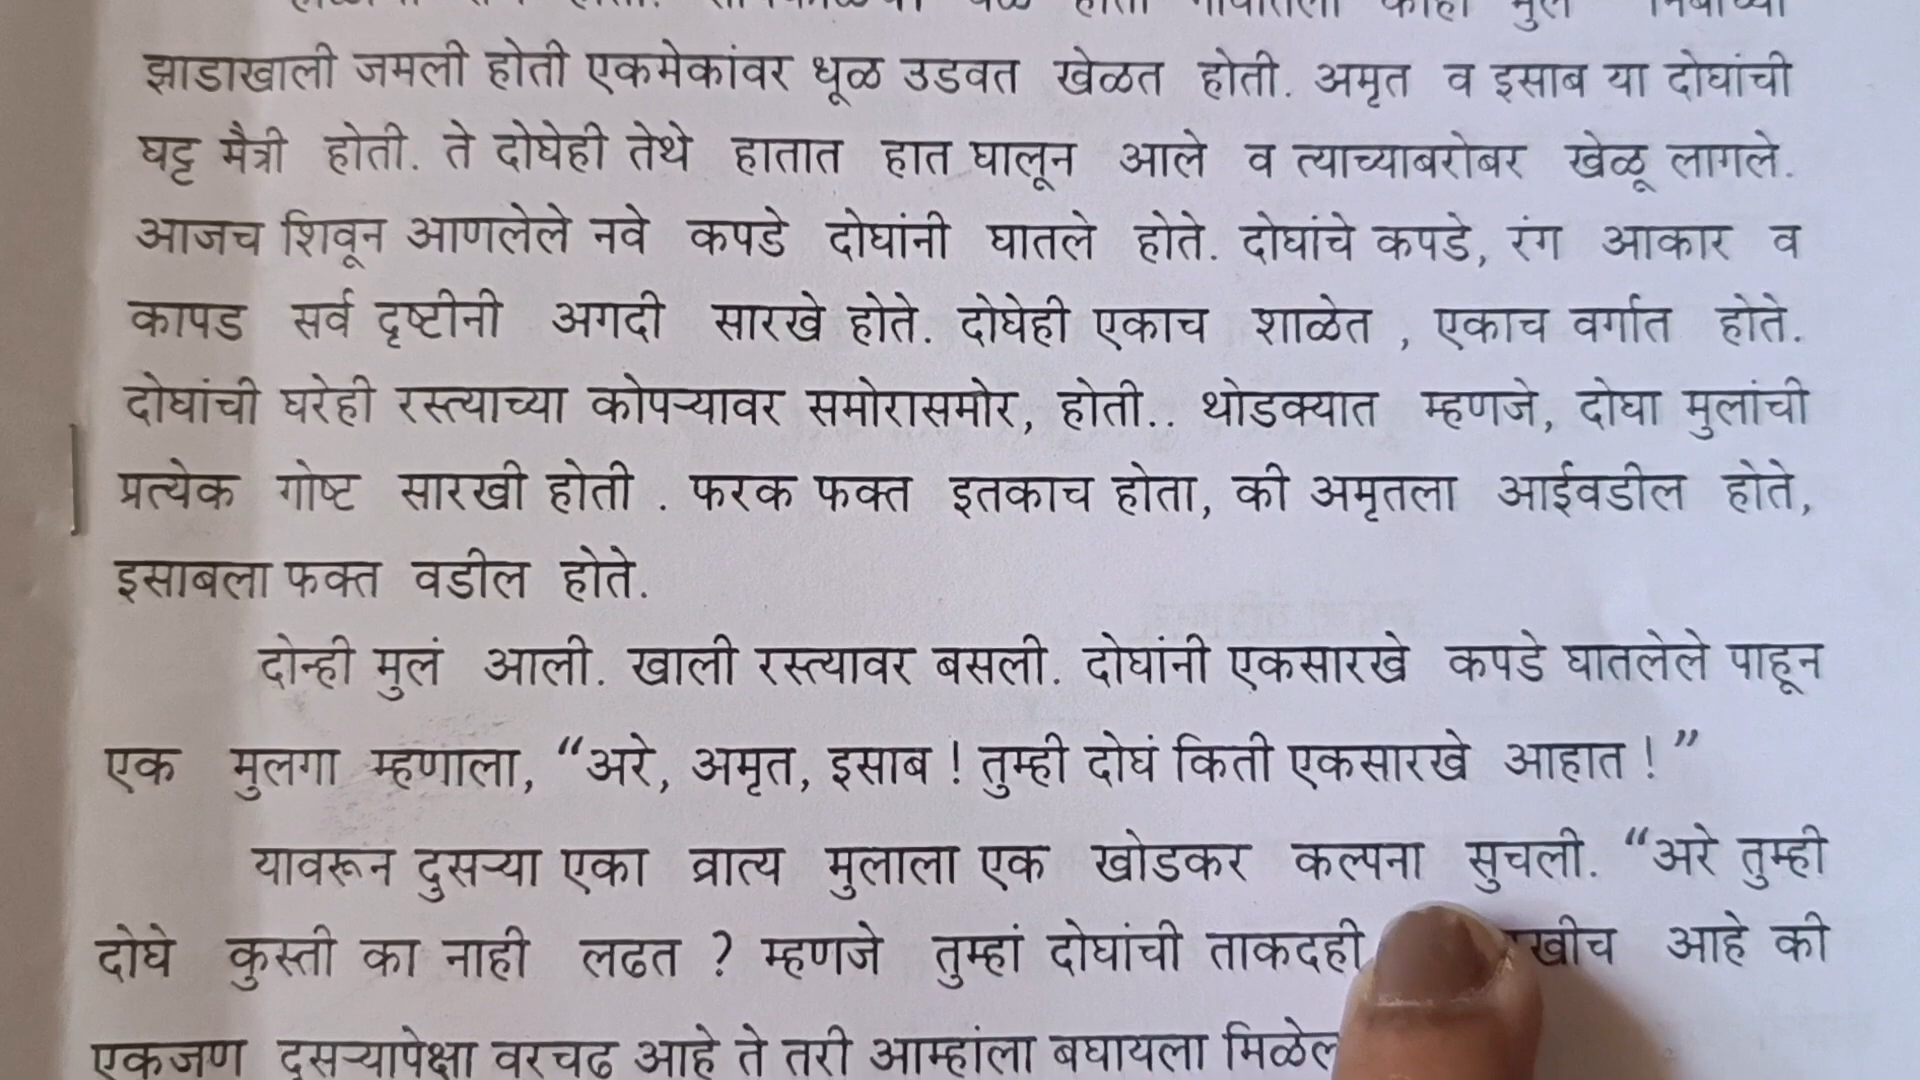 झाडाखाली जमली होती एकमेकांवर धूळ उडवत खेळत होती. अमृत व इसाब या दोघांची
घट्ट मैत्री होती. ते दोघेही तेथे हातात हात घालून आले व त्याच्याबरोबर खेळू लागले.
आजच शिवून आणलेले नवे कपडे दोघांनी घातले होते. दोघांचे कपडे, रंग आकार व
कापड सर्व दृष्टीनी अगदी सारखे होते. दोघेही एकाच शाळेत , एकाच वर्गात होते.
दोघांची घरेही रस्त्याच्या कोपऱ्यावर समोरासमोर, होती.. थोडक्यात म्हणजे, दोघा मुलांची
प्रत्येक गोष्ट सारखी होती . फरक फक्त इतकाच होता, की अमृतला आईवडील होते,
इसाबला फक्त वडील होते.
दोन्ही मुलं आली. खाली रस्त्यावर बसली. दोघांनी एकसारखे कपडे घातलेले पाहून
एक मुलगा म्हणाला, “अरे, अमृत, इसाब ! तुम्ही दोघं किती एकसारखे आहात ! ”
यावरून दुसऱ्या एका व्रात्य मुलाला एक खोडकर कल्पना सुचली. “अरे तुम्ही
दोघे कुस्ती का नाही लढत ? म्हणजे तुम्हां दोघांची ताकदही आहे की
एकजण दुसऱ्यापेक्षा वरचढ आहे ते तरी आम्हांला बघायला